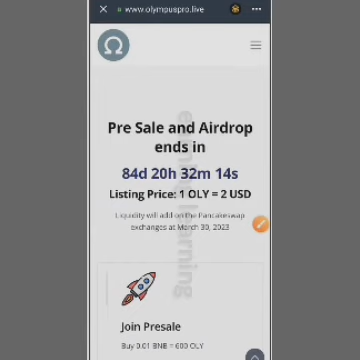 www.olympuspro.live
Pre Sale and Airdrop
ends in
84d 20h 32m 14s
Listing Price: 1 OLY = 2 USD
Liquidity will add on the Pancakeswap
exchanges at March 30, 2023
earning learning
Join Presale
Buy 0.01 BNB = 600 OLY